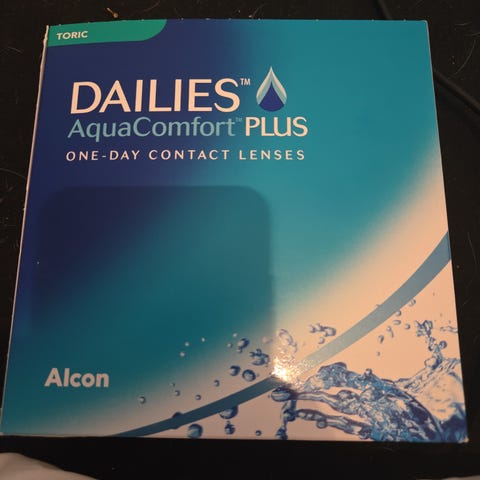 TORIC
DAILIES™
AquaComfort™ PLUS
ONE-DAY CONTACT LENSES
Alcon